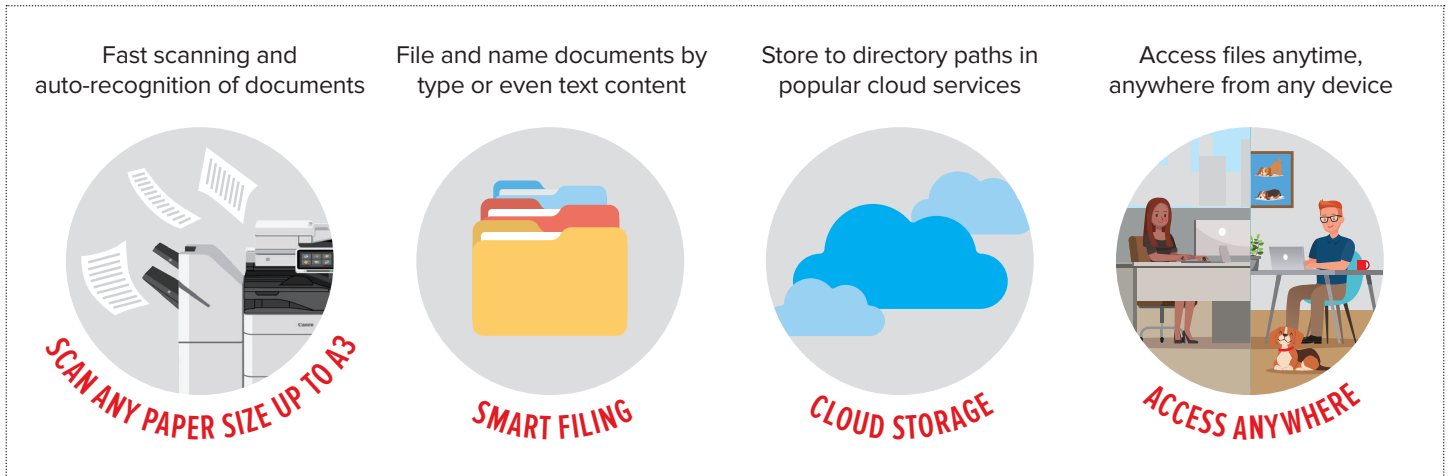 Fast scanning and
auto-recognition of documents
SCAN ANY PAPER SIZE UP TO A3
File and name documents by
type or even text content
SMART FILING
Store to directory paths in
popular cloud services
CLOUD STORAGE
Access files anytime,
anywhere from any device
ACCESS ANYWHERE
Canon